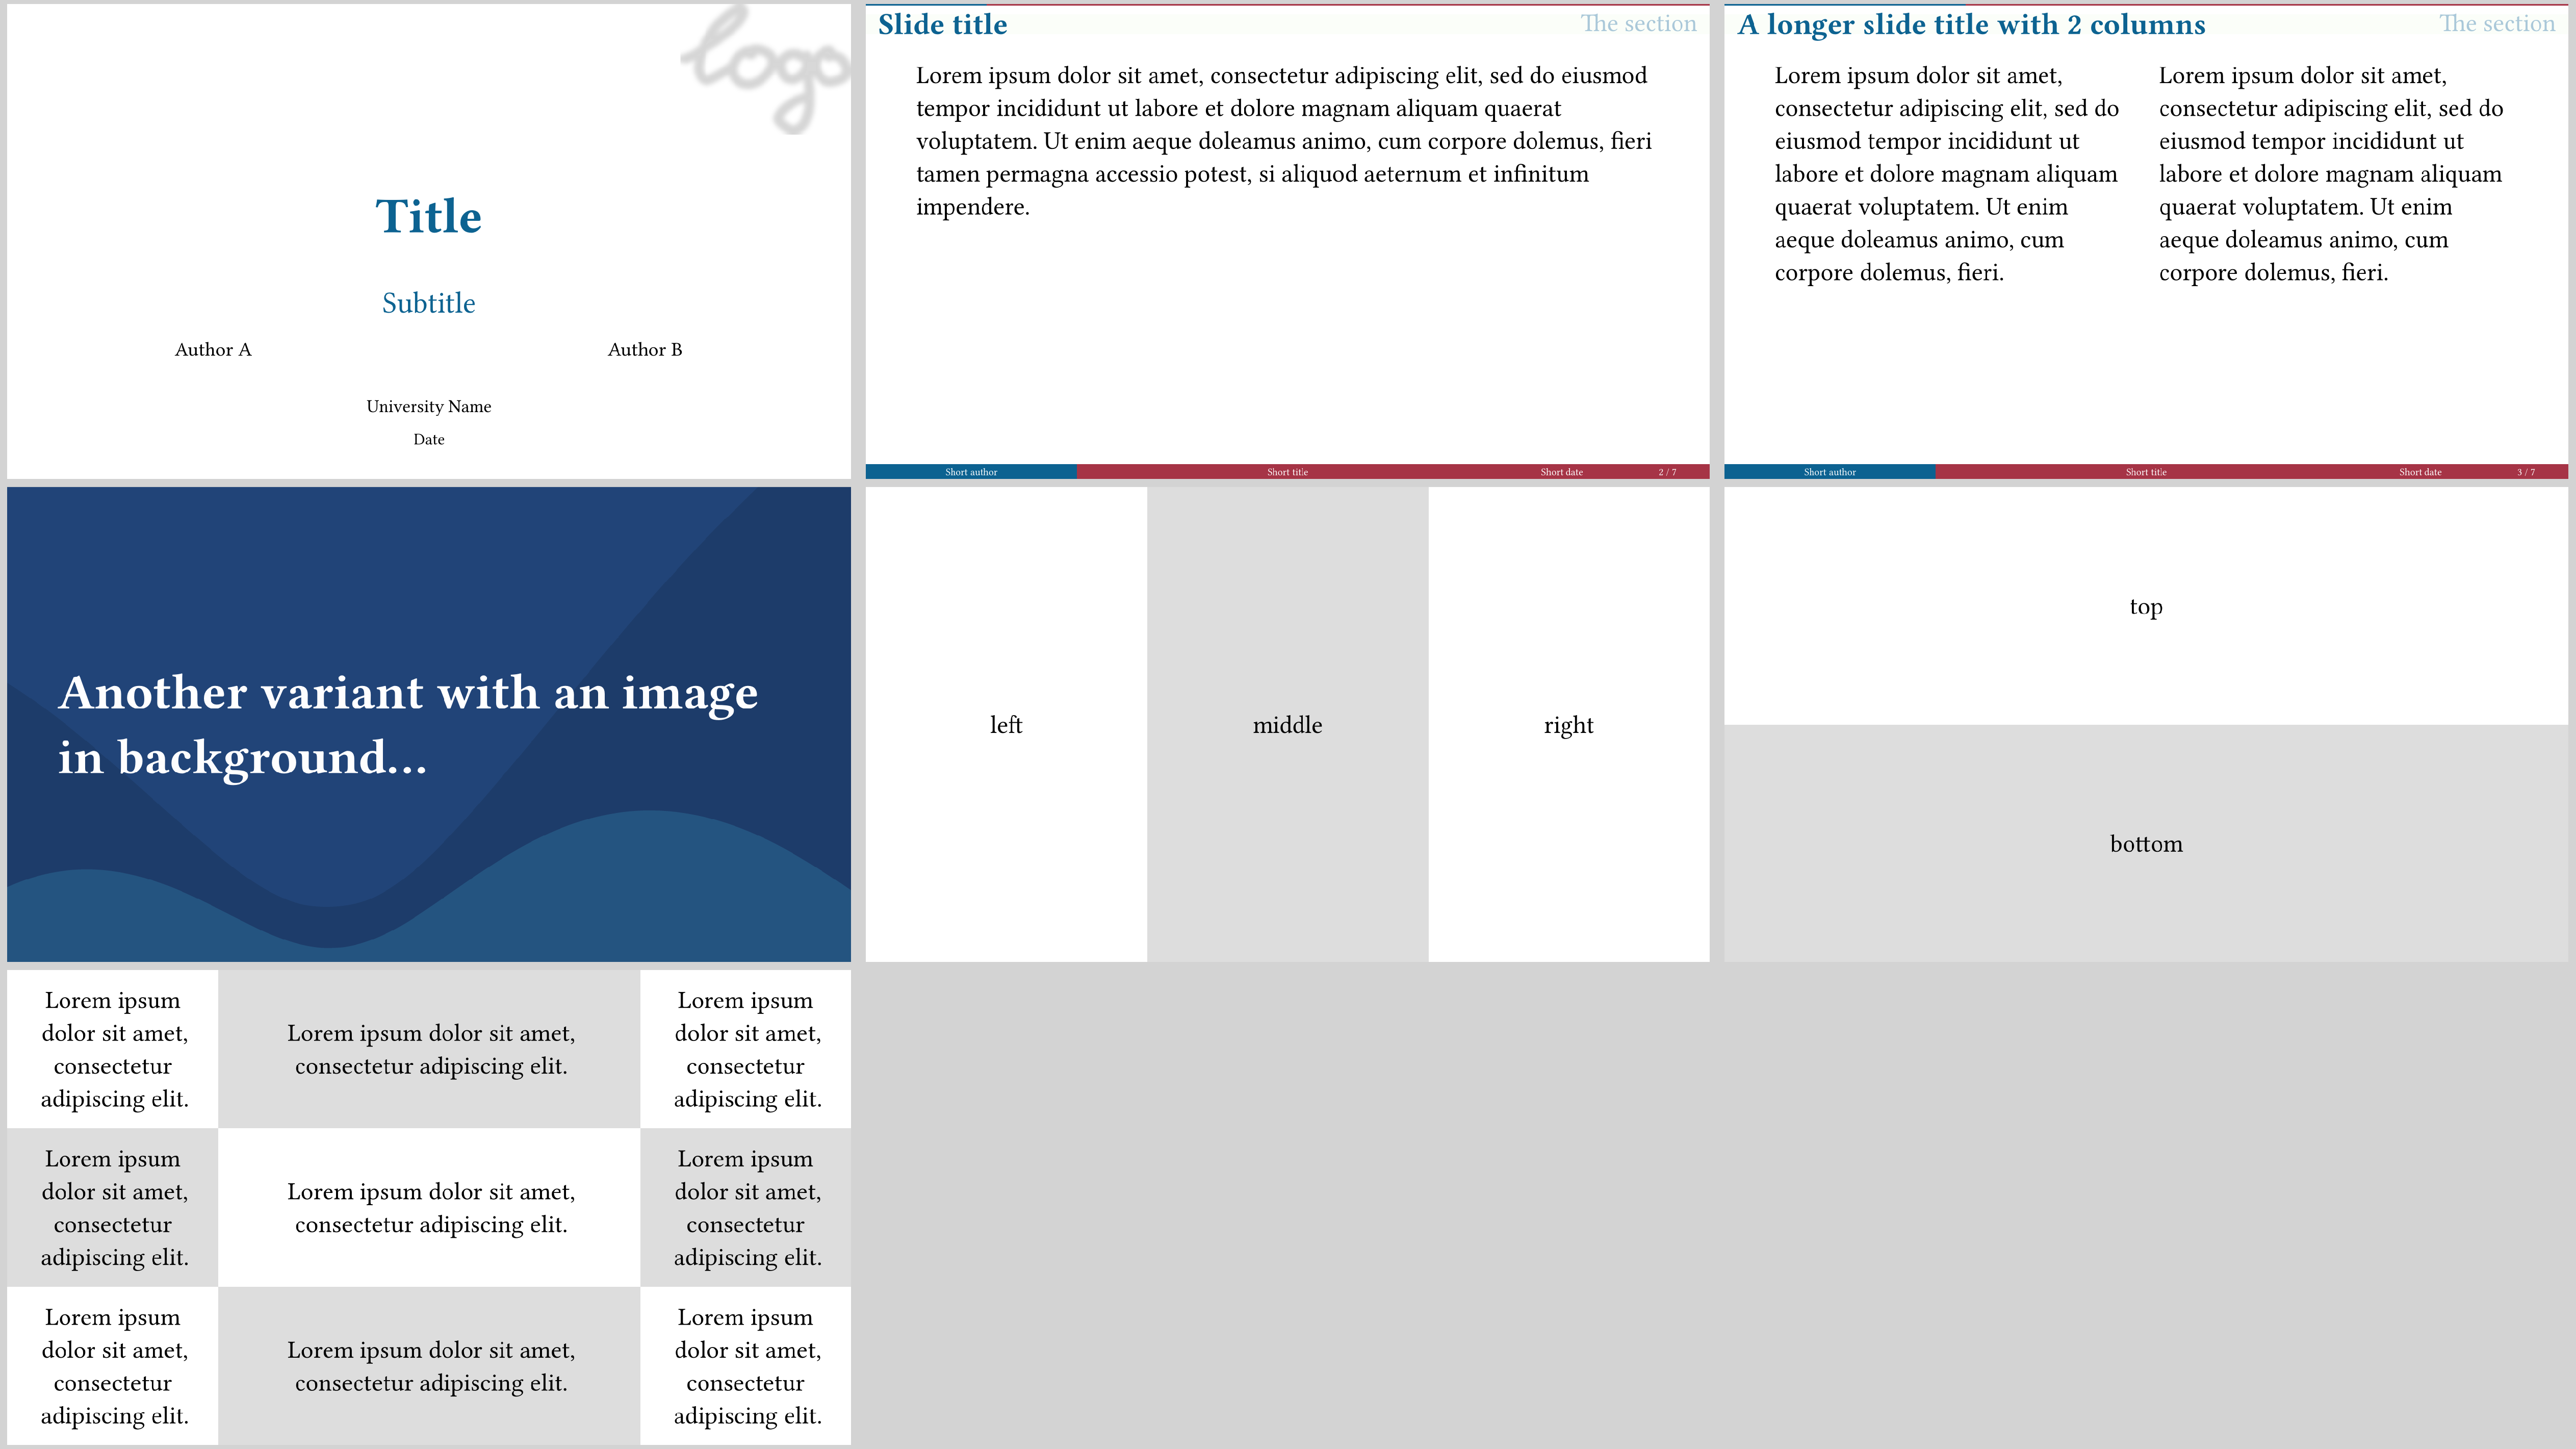 logo
Title
Subtitle
Author A
Author B
University Name
Date
Slide title
The section
Lorem ipsum dolor sit amet, consectetur adipiscing elit, sed do eiusmod
tempor incididunt ut labore et dolore magnam aliquam quaerat
voluptatem. Ut enim aeque doleamus animo, cum corpore dolemus, fieri
tamen permagna accessio potest, si aliquod aeternum et infinitum
impendere.
Short author
Short title
Short date
2 / 7
A longer slide title with 2 columns
The section
Lorem ipsum dolor sit amet,
consectetur adipiscing elit, sed do
eiusmod tempor incididunt ut
labore et dolore magnam aliquam
quaerat voluptatem. Ut enim
aeque doleamus animo, cum
corpore dolemus, fieri.
Lorem ipsum dolor sit amet,
consectetur adipiscing elit, sed do
eiusmod tempor incididunt ut
labore et dolore magnam aliquam
quaerat voluptatem. Ut enim
aeque doleamus animo, cum
corpore dolemus, fieri.
Short author
Short title
Short date
3 / 7
Another variant with an image
in background...
left
middle
right
top
bottom
Lorem ipsum
dolor sit amet,
consectetur
adipiscing elit.
Lorem ipsum dolor sit amet,
consectetur adipiscing elit.
Lorem ipsum
dolor sit amet,
consectetur
adipiscing elit.
Lorem ipsum
dolor sit amet,
consectetur
adipiscing elit.
Lorem ipsum dolor sit amet,
consectetur adipiscing elit.
Lorem ipsum
dolor sit amet,
consectetur
adipiscing elit.
Lorem ipsum
dolor sit amet,
consectetur
adipiscing elit.
Lorem ipsum dolor sit amet,
consectetur adipiscing elit.
Lorem ipsum
dolor sit amet,
consectetur
adipiscing elit.